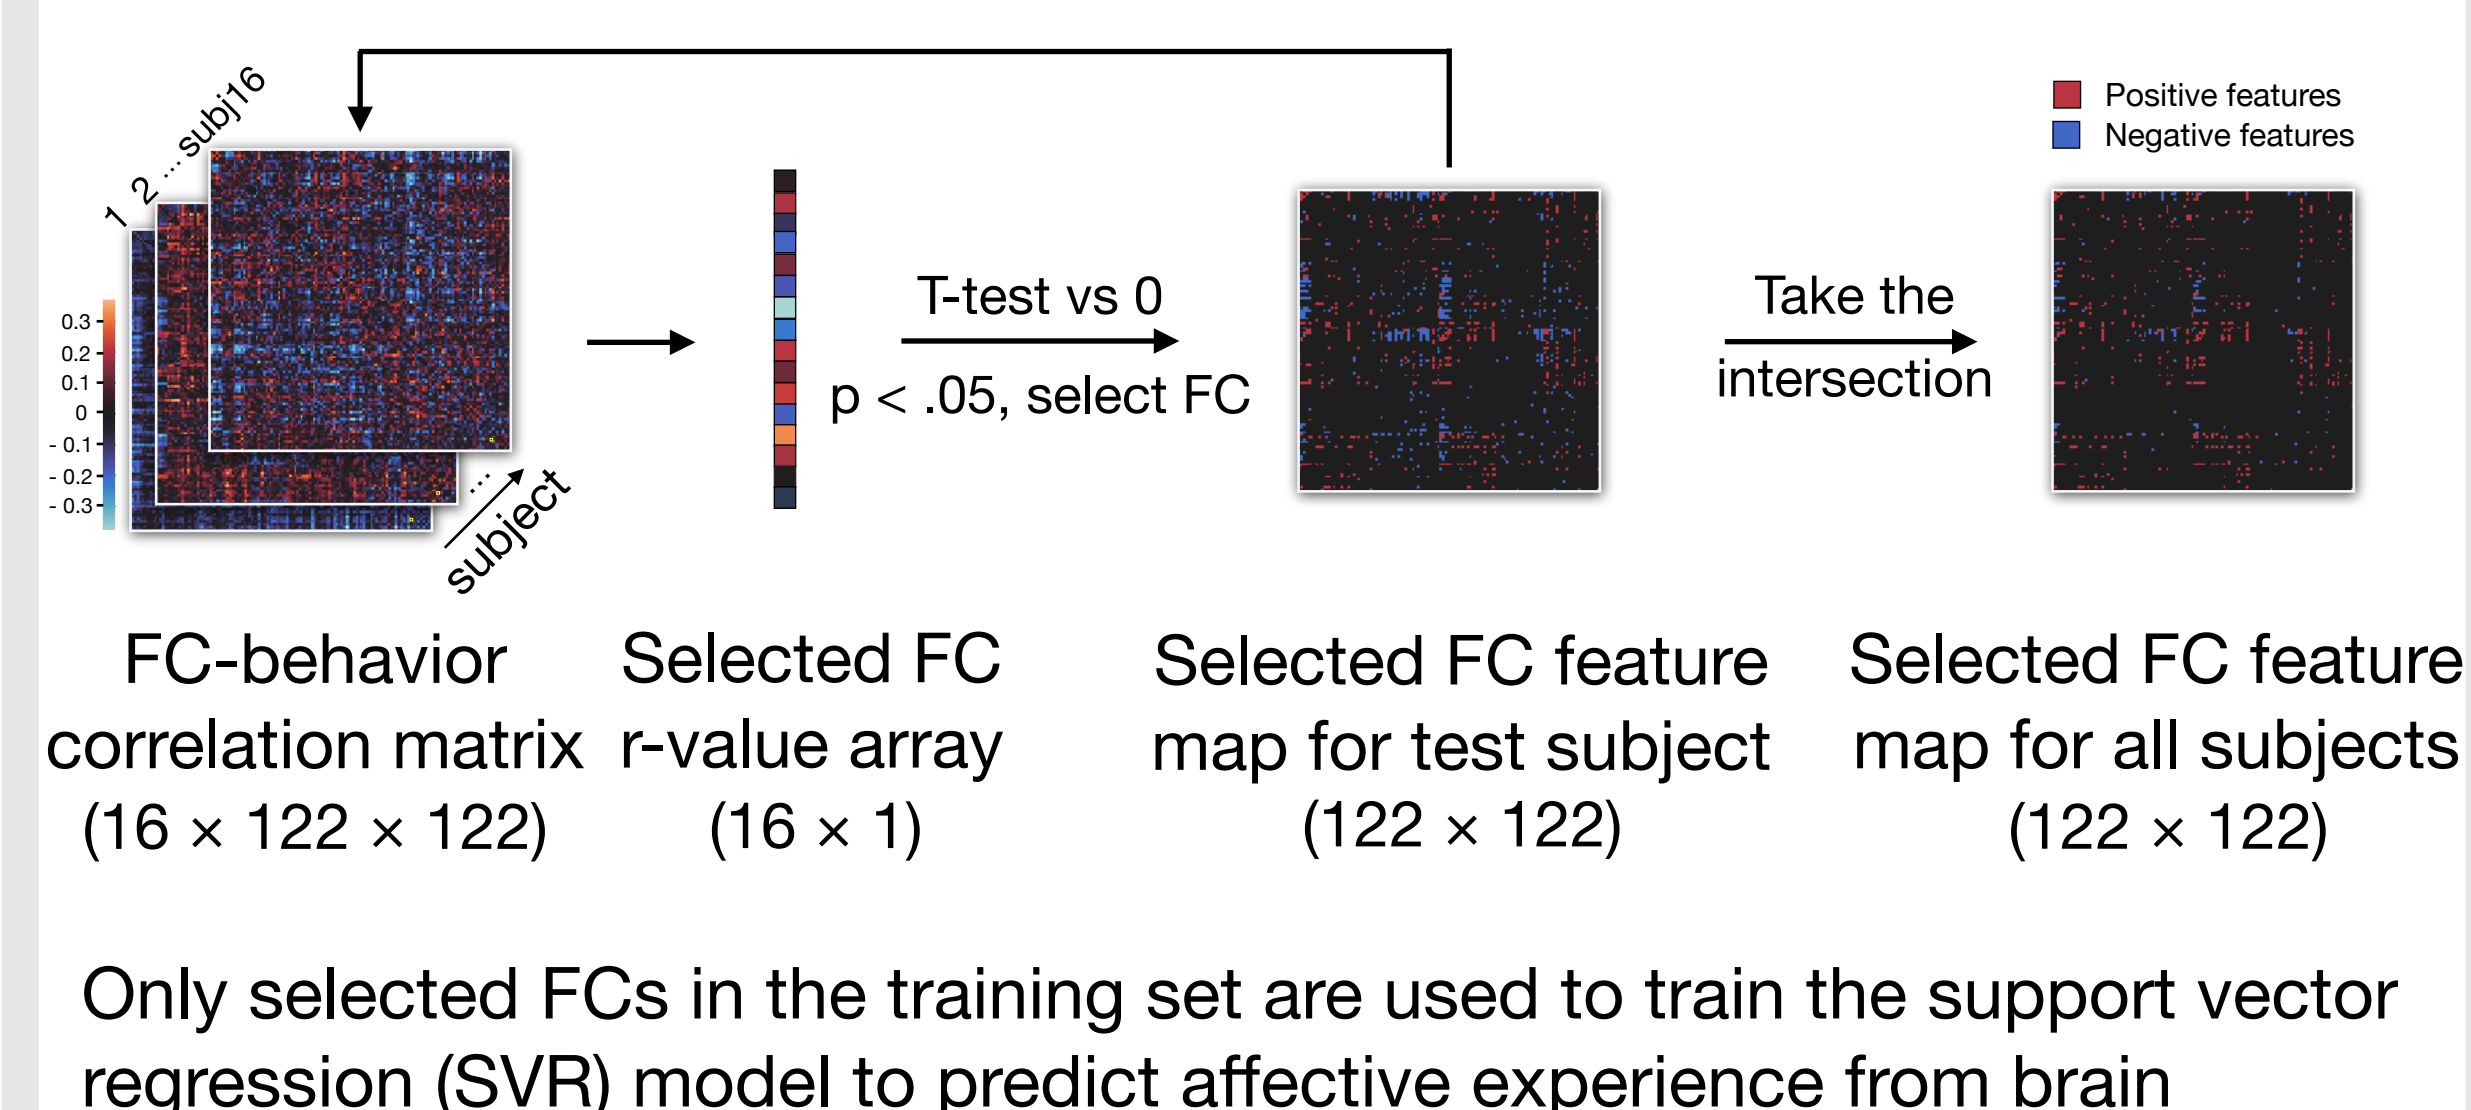 1 2 ... subj16
Positive features
Negative features
0.3
0.2
0.1
0
- 0.1
- 0.2
- 0.3
... subject
T-test vs 0
p < .05, select FC
Take the
intersection
FC-behavior
correlation matrix
(16 × 122 × 122)
Selected FC
r-value array
(16 × 1)
Selected FC feature
map for test subject
(122 × 122)
Selected FC feature
map for all subjects
(122 × 122)
Only selected FCs in the training set are used to train the support vector
regression (SVR) model to predict affective experience from brain